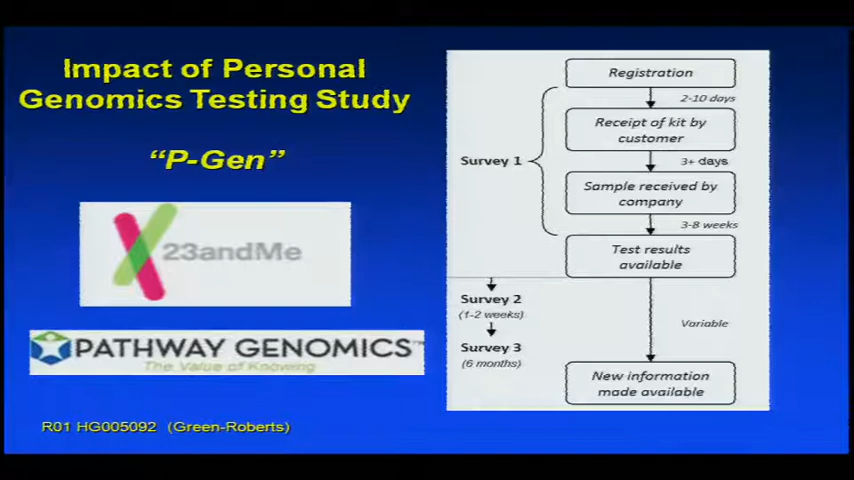 Impact of Personal
Genomics Testing Study
“P-Gen”
23andMe
PATHWAY GENOMICS™
The Value of Knowing
R01 HG005092 (Green-Roberts)
Registration
2-10 days
Receipt of kit by
customer
Survey 1
3+ days
Sample received by
company
3-8 weeks
Test results
available
Survey 2
(1-2 weeks)
Survey 3
(6 months)
Variable
New information
made available